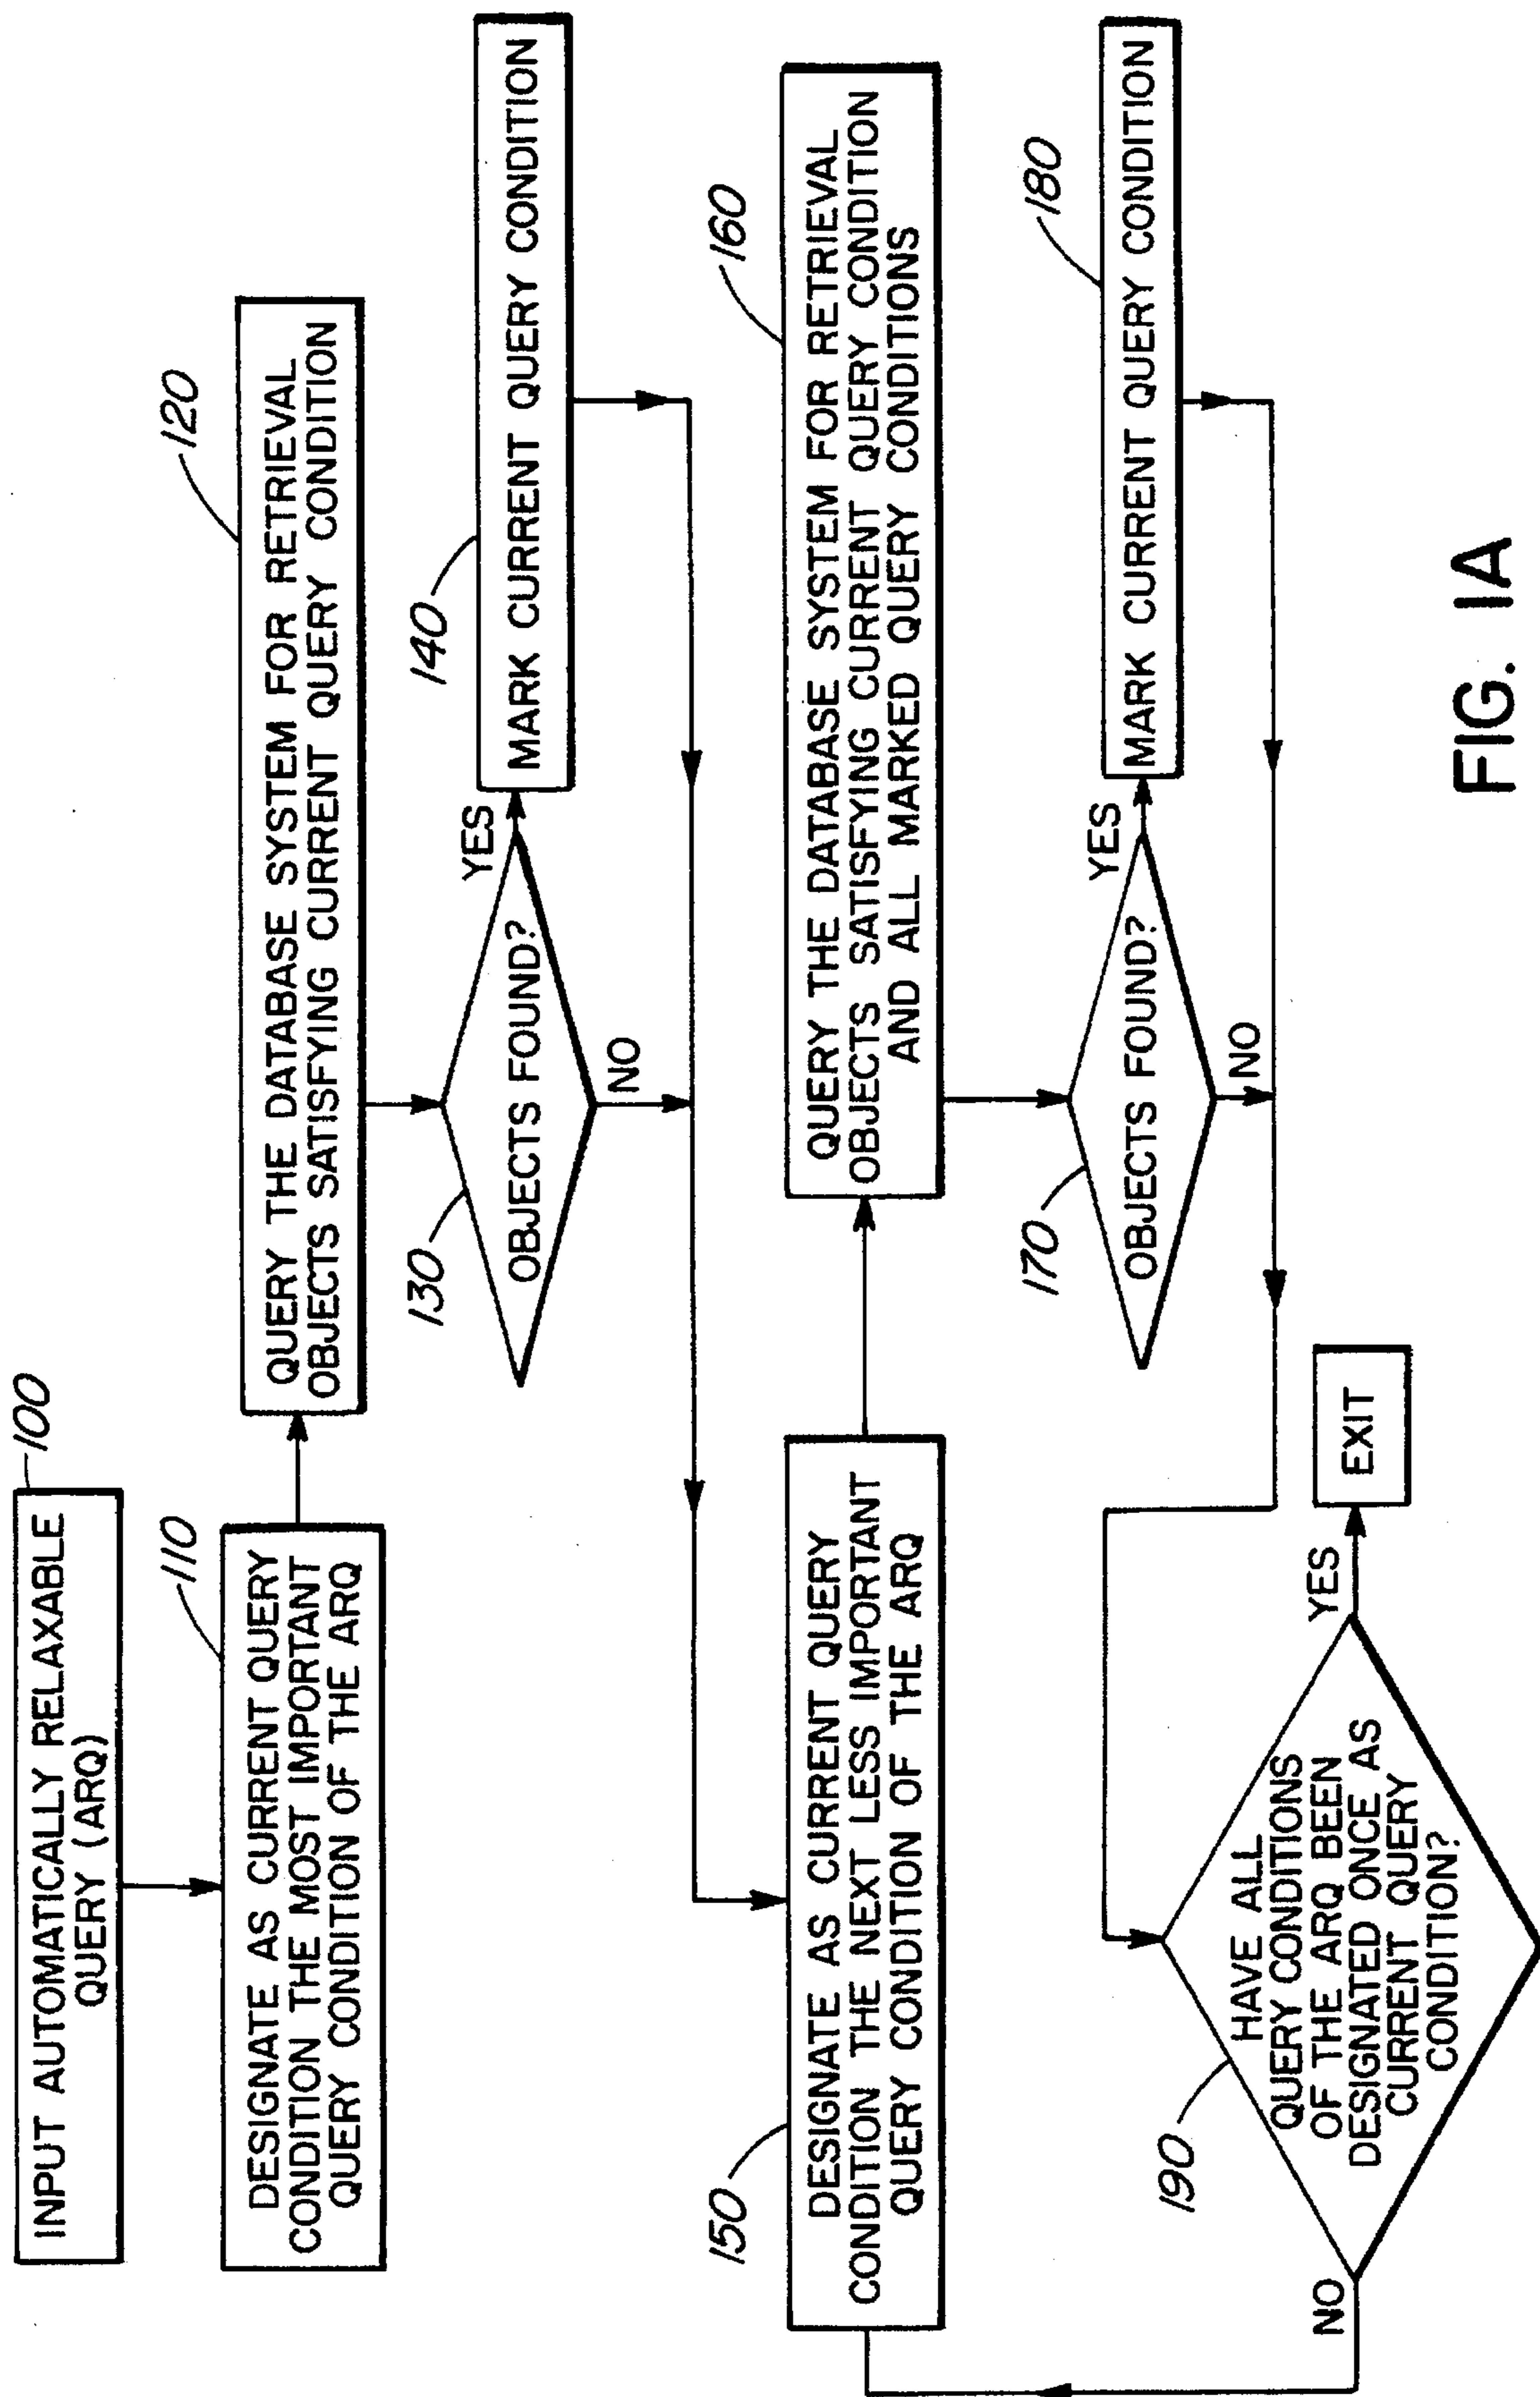 100
INPUT AUTOMATICALLY RELAXABLE
QUERY (ARQ)
110
DESIGNATE AS CURRENT QUERY
CONDITION THE MOST IMPORTANT
QUERY CONDITION OF THE ARQ
120
QUERY THE DATABASE SYSTEM FOR RETRIEVAL
OBJECTS SATISFYING CURRENT QUERY CONDITION
130
OBJECTS FOUND?
YES
NO
140
MARK CURRENT QUERY CONDITION
150
DESIGNATE AS CURRENT QUERY
CONDITION THE NEXT LESS IMPORTANT
QUERY CONDITION OF THE ARQ
160
QUERY THE DATABASE SYSTEM FOR RETRIEVAL
OBJECTS SATISFYING CURRENT QUERY CONDITION
AND ALL MARKED QUERY CONDITIONS
170
OBJECTS FOUND?
YES
NO
180
MARK CURRENT QUERY CONDITION
190
HAVE ALL
QUERY CONDITIONS
OF THE ARQ BEEN
DESIGNATED ONCE AS
CURRENT QUERY
CONDITION?
NO
YES
EXIT
FIG. 1A